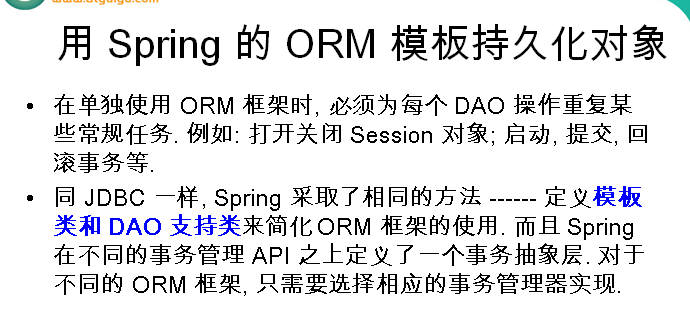 用 Spring 的 ORM 模板持久化对象
• 在单独使用 ORM 框架时, 必须为每个 DAO 操作重复某
些常规任务. 例如: 打开关闭 Session 对象; 启动, 提交, 回
滚事务等.
• 同 JDBC 一样, Spring 采取了相同的方法 ------ 定义模板
类和 DAO 支持类来简化ORM 框架的使用. 而且 Spring
在不同的事务管理 API 之上定义了一个事务抽象层. 对于
不同的 ORM 框架, 只需要选择相应的事务管理器实现.